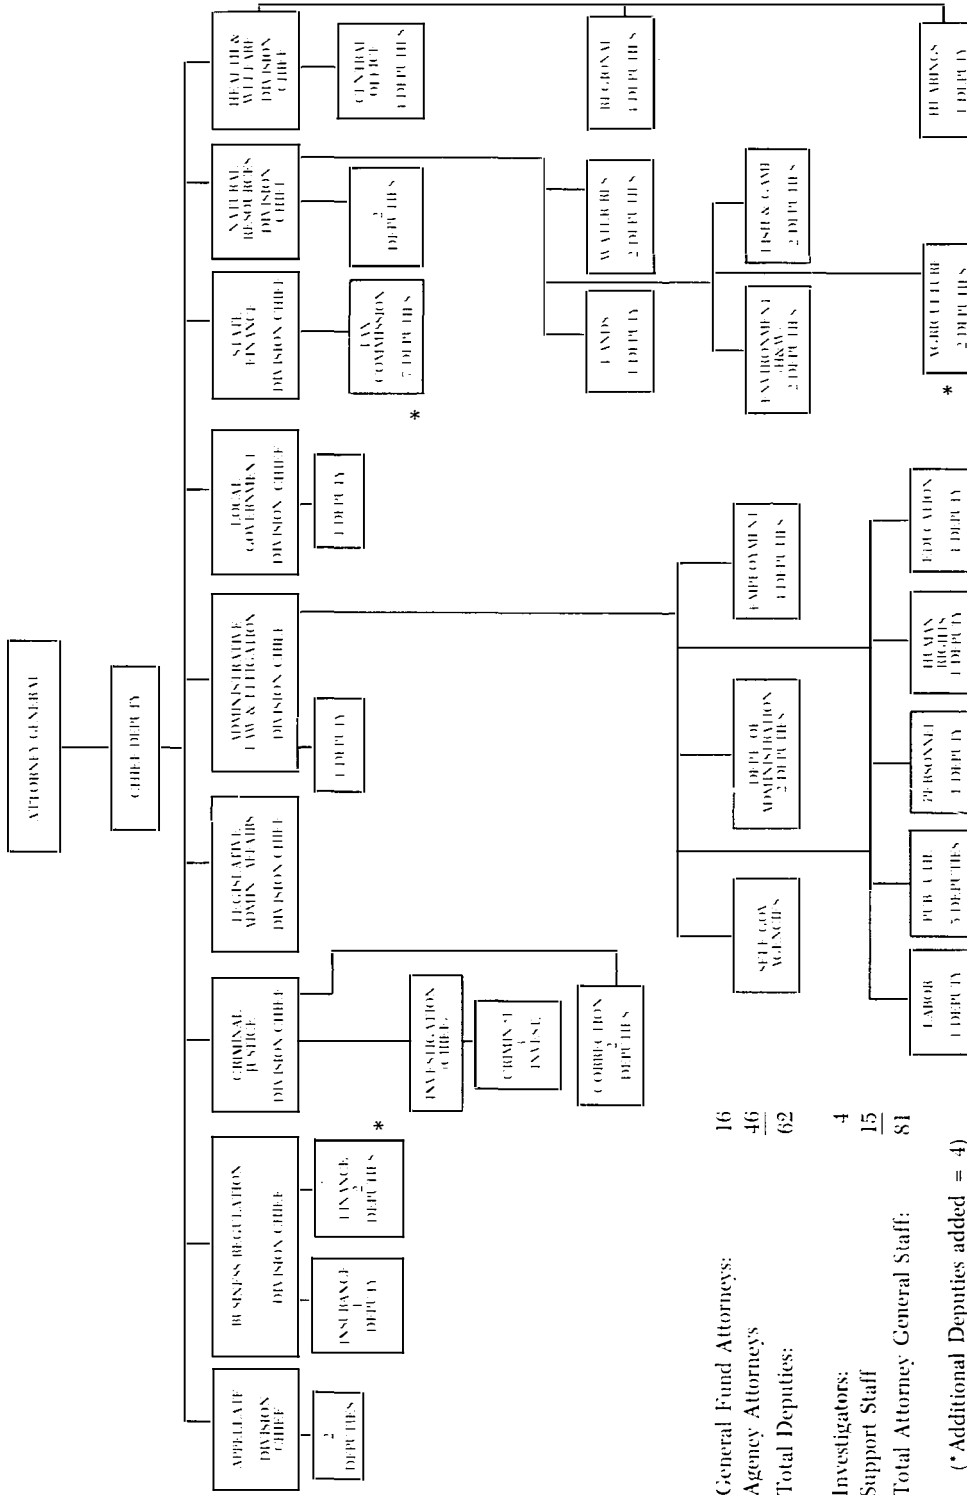 ATTORNEY GENERAL
CHIEF DEPUTY
APPELLATE
DIVISION
CHIEF
2
DEPUTIES
BUSINESS REGULATION
DIVISION CHIEF
INSURANCE
1
DEPUTY
FINANCE
2
DEPUTIES
*
CRIMINAL
JUSTICE
DIVISION CHIEF
INVESTIGATION
(CHIEF)
CRIMINAL
INVEST.
CORRECTION
2
DEPUTIES
LEGISLATIVE
ADMIN AFFAIRS
DIVISION CHIEF
ADMINISTRATIVE
LAW & LITIGATION
DIVISION CHIEF
1 DEPUTY
LOCAL
GOVERNMENT
DIVISION CHIEF
1 DEPUTY
STATE
FINANCE
DIVISION CHIEF
COMMISSION
7 DEPUTIES
*
NATURAL
RESOURCES
DIVISION
CHIEF
2
DEPUTIES
HEALTH &
WELFARE
DIVISION
CHIEF
CENTRAL
OFFICE
DEPUTIES
REGIONAL
DEPUTIES
HEARINGS
1 DEPUTY
LANDS
1 DEPUTY
WATER RES
2 DEPUTIES
ENVIRONMENT
(H&W)
2 DEPUTIES
FISH & GAME
2 DEPUTIES
AGRICULTURE
2 DEPUTIES
*
SELF GOV
AGENCIES
DEPT. OF
ADMINISTRATION
2 DEPUTIES
EMPLOYMENT
DEPUTIES
LABOR
1 DEPUTY
PUB UTIL
DEPUTIES
PERSONNEL
1 DEPUTY
HUMAN
RIGHTS
1 DEPUTY
EDUCATION
1 DEPUTY
General Fund Attorneys: 16
Agency Attorneys 46
Total Deputies: 62
Investigators: 4
Support Staff 15
Total Attorney General Staff: 81
(* Additional Deputies added = 4)